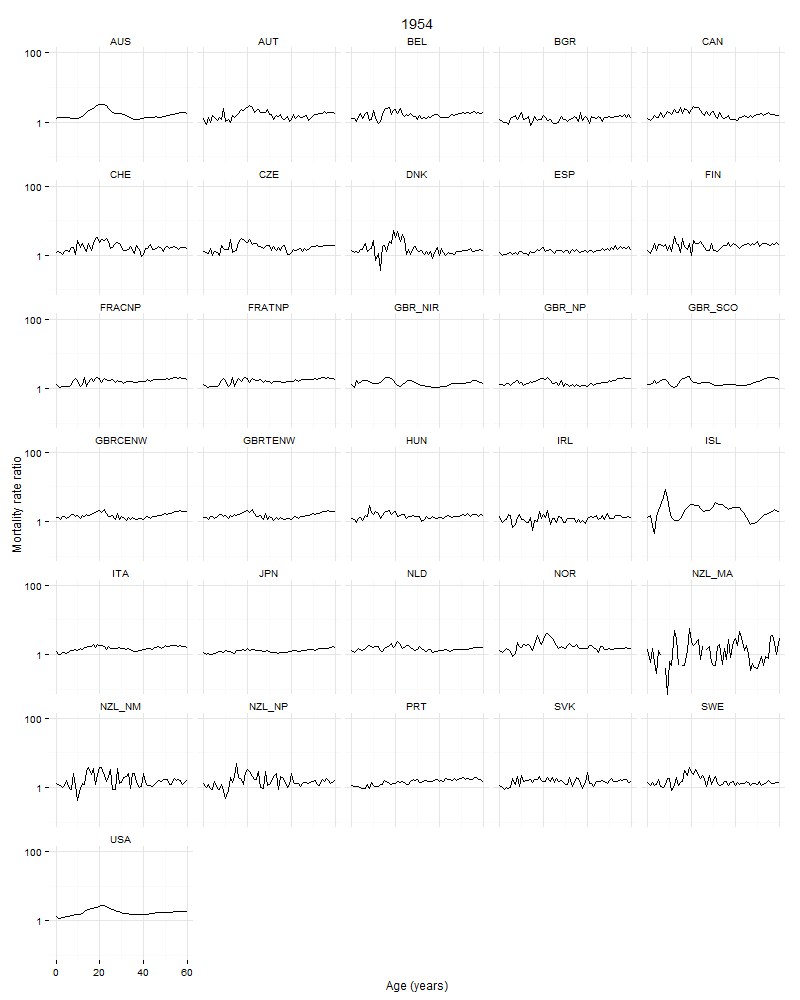 1954
AUS AUT BEL BGR CAN
100
1
CHE CZE DNK ESP FIN
100
1
FRACNP FRATNP GBR_NIR GBR_NP GBR_SCO
100
1
GBRCENW GBRTENW HUN IRL ISL
100
1
Mortality rate ratio
ITA JPN NLD NOR NZL_MA
100
1
NZL_NM NZL_NP PRT SVK SWE
100
1
USA
100
1
0 20 40 60
Age (years)